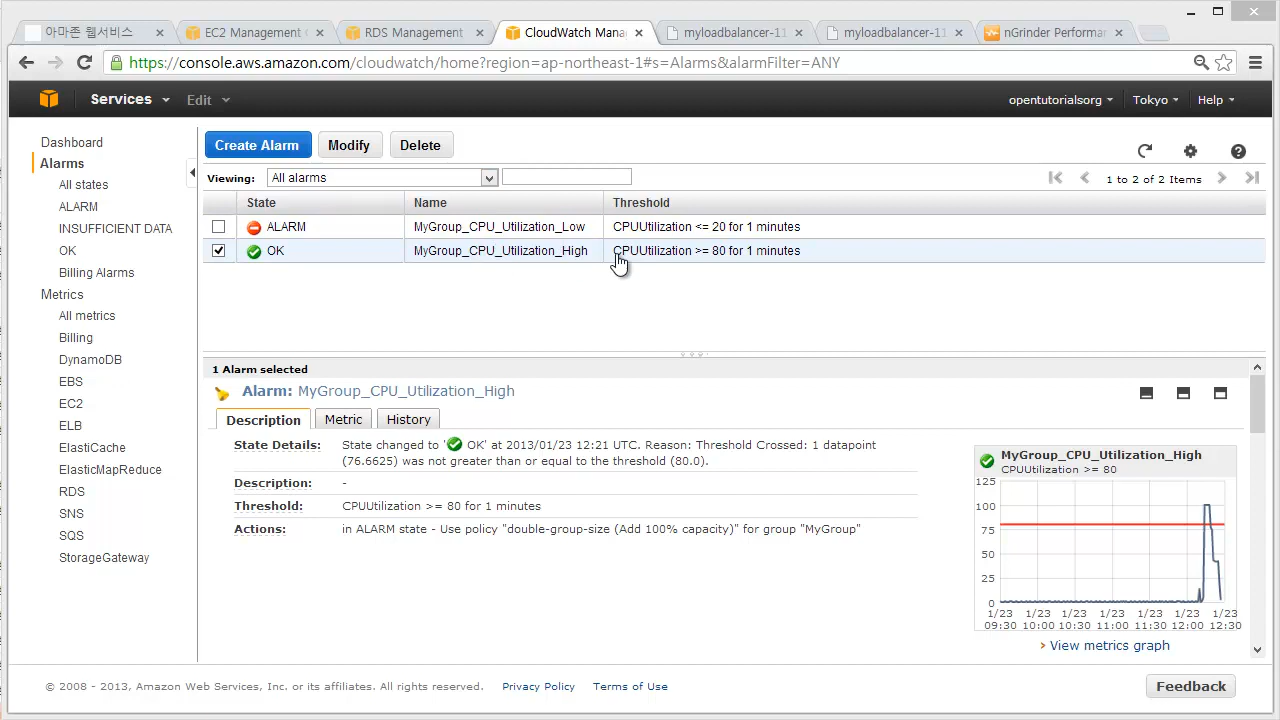 아마존 웹서비스
EC2 Management
RDS Management
CloudWatch Mana
myloadbalancer-11
myloadbalancer-11
nGrinder Performan
https://console.aws.amazon.com/cloudwatch/home?region=ap-northeast-1#s=Alarms&alarmFilter=ANY
Services
Edit
opentutorialsorg
Tokyo
Help
Dashboard
Alarms
All states
ALARM
INSUFFICIENT DATA
OK
Billing Alarms
Metrics
All metrics
Billing
DynamoDB
EBS
EC2
ELB
ElastiCache
ElasticMapReduce
RDS
SNS
SQS
StorageGateway
Create Alarm
Modify
Delete
Viewing:
All alarms
1 to 2 of 2 Items
State Name Threshold
ALARM MyGroup_CPU_Utilization_Low CPUUtilization <= 20 for 1 minutes
OK MyGroup_CPU_Utilization_High CPUUtilization >= 80 for 1 minutes
1 Alarm selected
Alarm: MyGroup_CPU_Utilization_High
Description
Metric
History
State Details: State changed to ' OK' at 2013/01/23 12:21 UTC. Reason: Threshold Crossed: 1 datapoint
(76.6625) was not greater than or equal to the threshold (80.0).
Description: -
Threshold: CPUUtilization >= 80 for 1 minutes
Actions: in ALARM state - Use policy "double-group-size (Add 100% capacity)" for group "MyGroup"
MyGroup_CPU_Utilization_High
CPUUtilization >= 80
125
100
75
50
25
0
1/23 1/23 1/23 1/23 1/23 1/23 1/23
09:30 10:00 10:30 11:00 11:30 12:00 12:30
View metrics graph
© 2008 - 2013, Amazon Web Services, Inc. or its affiliates. All rights reserved.
Privacy Policy
Terms of Use
Feedback